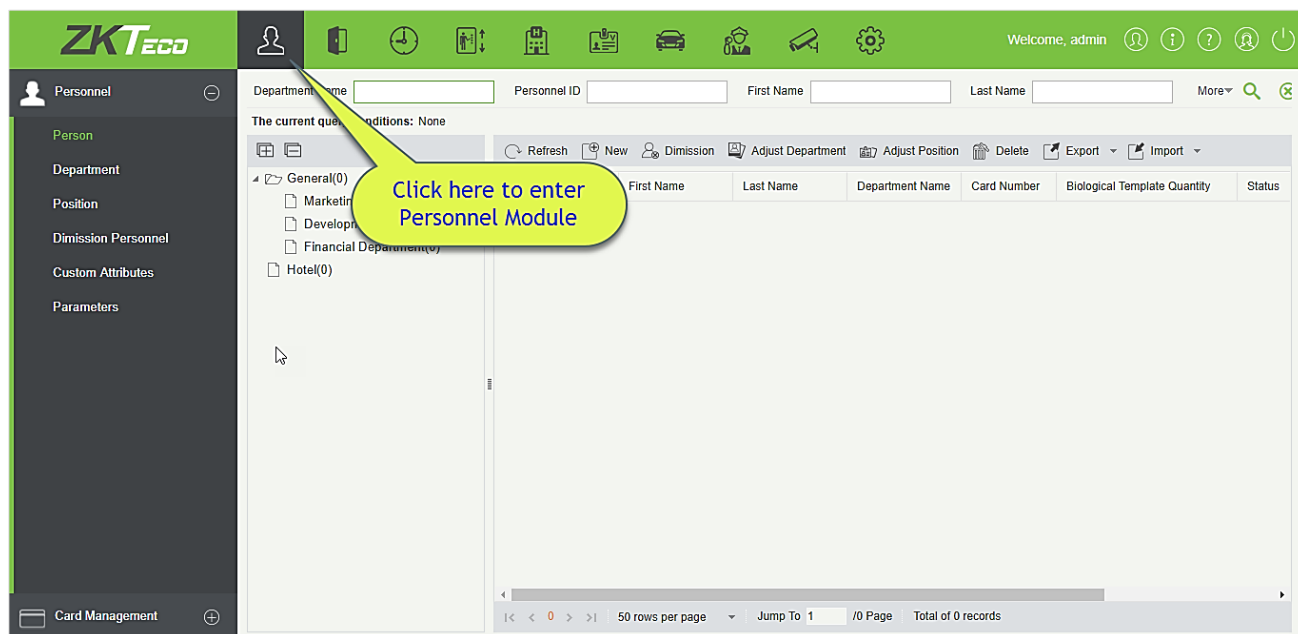 ZKTeco
Welcome, admin
Personnel
Person
Department
Position
Dimission Personnel
Custom Attributes
Parameters
Card Management
Department Name Personnel ID First Name Last Name More
The current query conditions: None
Refresh New Dimission Adjust Department Adjust Position Delete Export Import
First Name Last Name Department Name Card Number Biological Template Quantity Status
General(0)
Marketin
Developm
Financial Department(0)
Hotel(0)
Click here to enter
Personnel Module
0 50 rows per page Jump To 1 /0 Page Total of 0 records